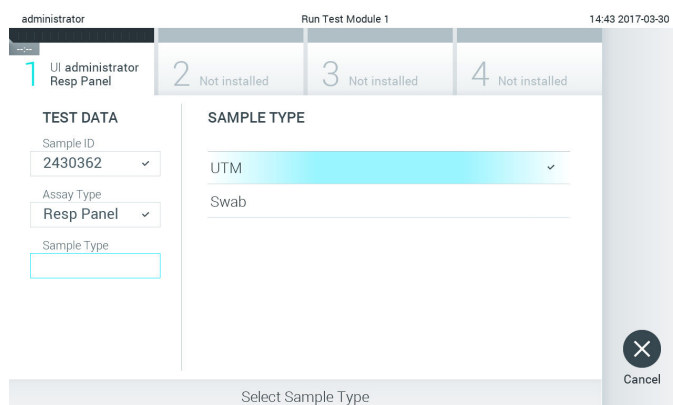 administrator
Run Test Module 1
14:43 2017-03-30
--:--
1 UI administrator
Resp Panel
2 Not installed
3 Not installed
4 Not installed
TEST DATA
Sample ID
2430362
Assay Type
Resp Panel
Sample Type
SAMPLE TYPE
UTM
Swab
Cancel
Select Sample Type